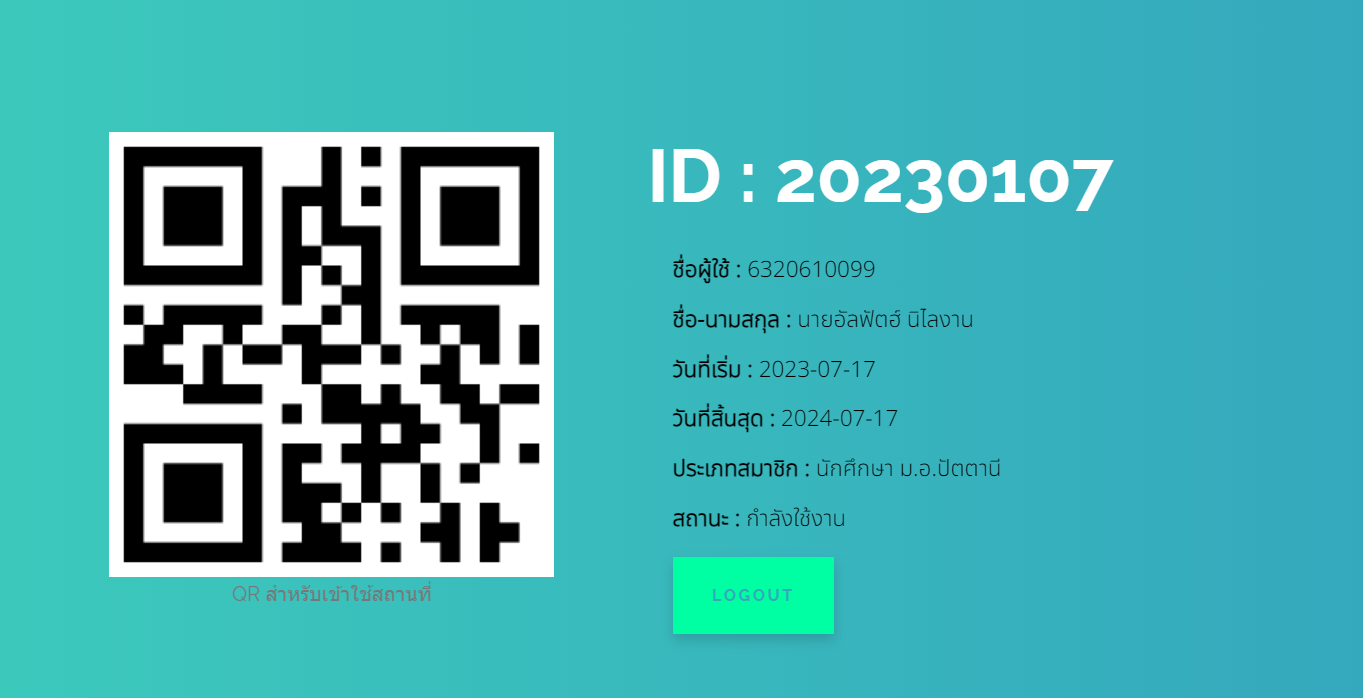 ID : 20230107
ชื่อผู้ใช้ : 6320610099
ชื่อ-นามสกุล : นายอัลฟัตฮ์ นิไลงาน
วันที่เริ่ม : 2023-07-17
วันที่สิ้นสุด : 2024-07-17
ประเภทสมาชิก : นักศึกษา ม.อ.ปัตตานี
สถานะ : กำลังใช้งาน
LOGOUT
QR สำหรับเข้าใช้สถานที่